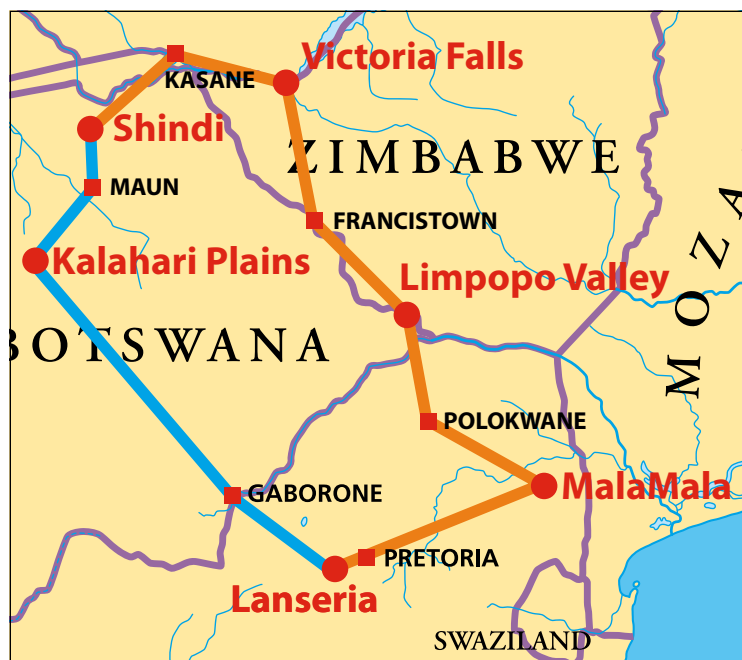 Victoria Falls
KASANE
Shindi
ZIMBABWE
MAUN
FRANCISTOWN
Kalahari Plains
Limpopo Valley
MOZA
BOTSWANA
POLOKWANE
GABORONE
MalaMala
PRETORIA
Lanseria
SWAZILAND